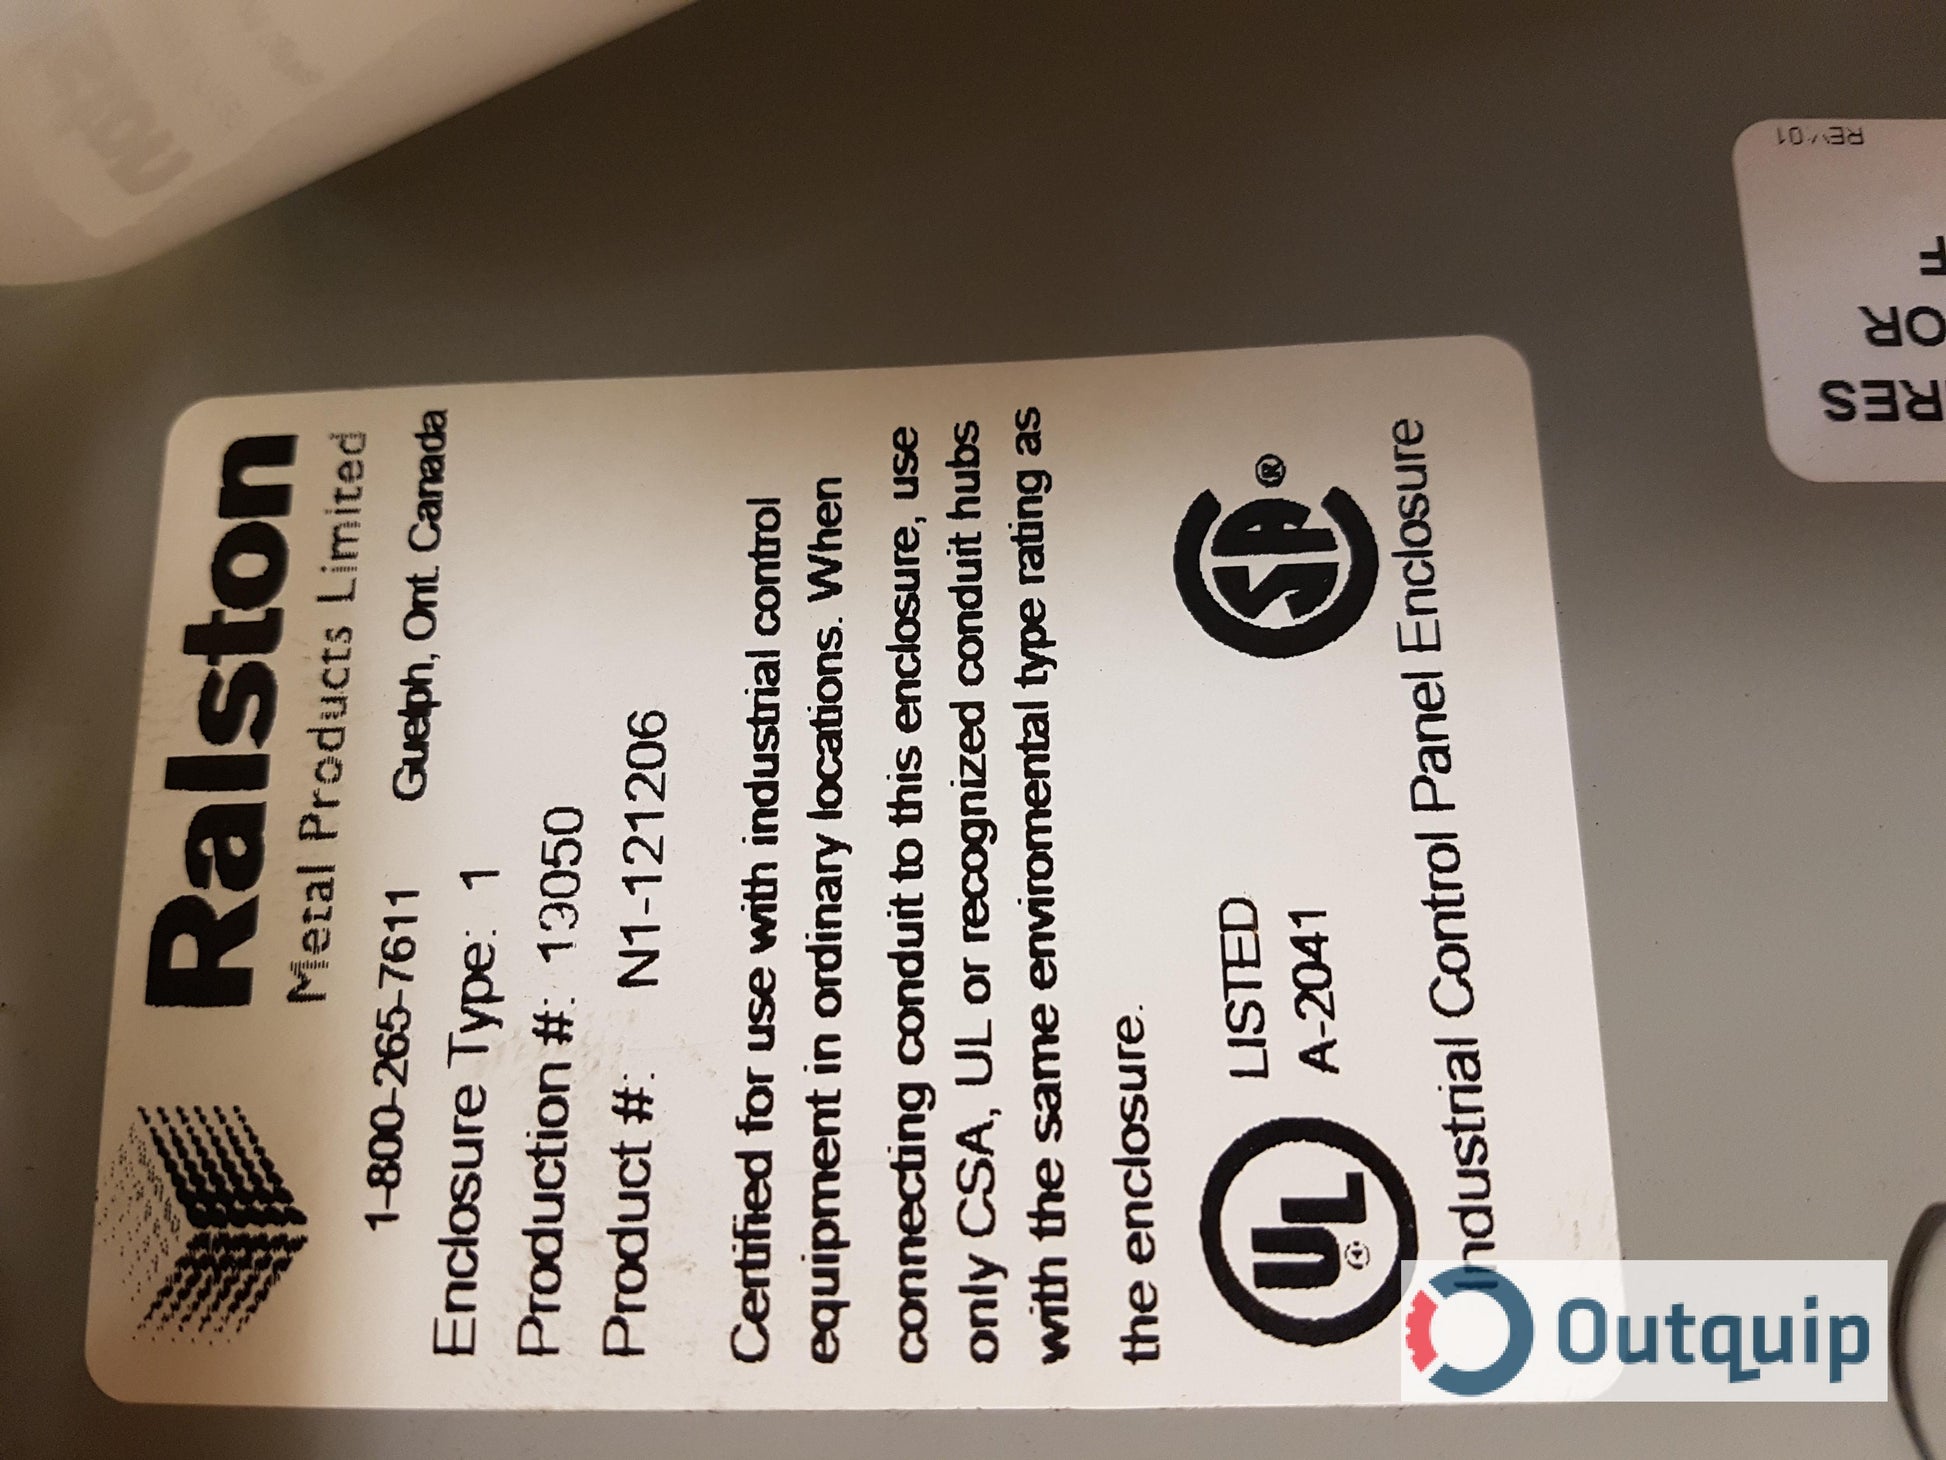 Ralston
Metal Products Limited
1-800-265-7611 Guelph, Ont. Canada
Enclosure Type: 1
Production #: 13050
Product #: N1-121206
Certified for use with industrial control
equipment in ordinary locations. When
connecting conduit to this enclosure, use
only CSA, UL or recognized conduit hubs
with the same enviromental type rating as
the enclosure.
UL LISTED
A-2041
SA ®
Industrial Control Panel Enclosure
REV 01
OR
RES
Outquip